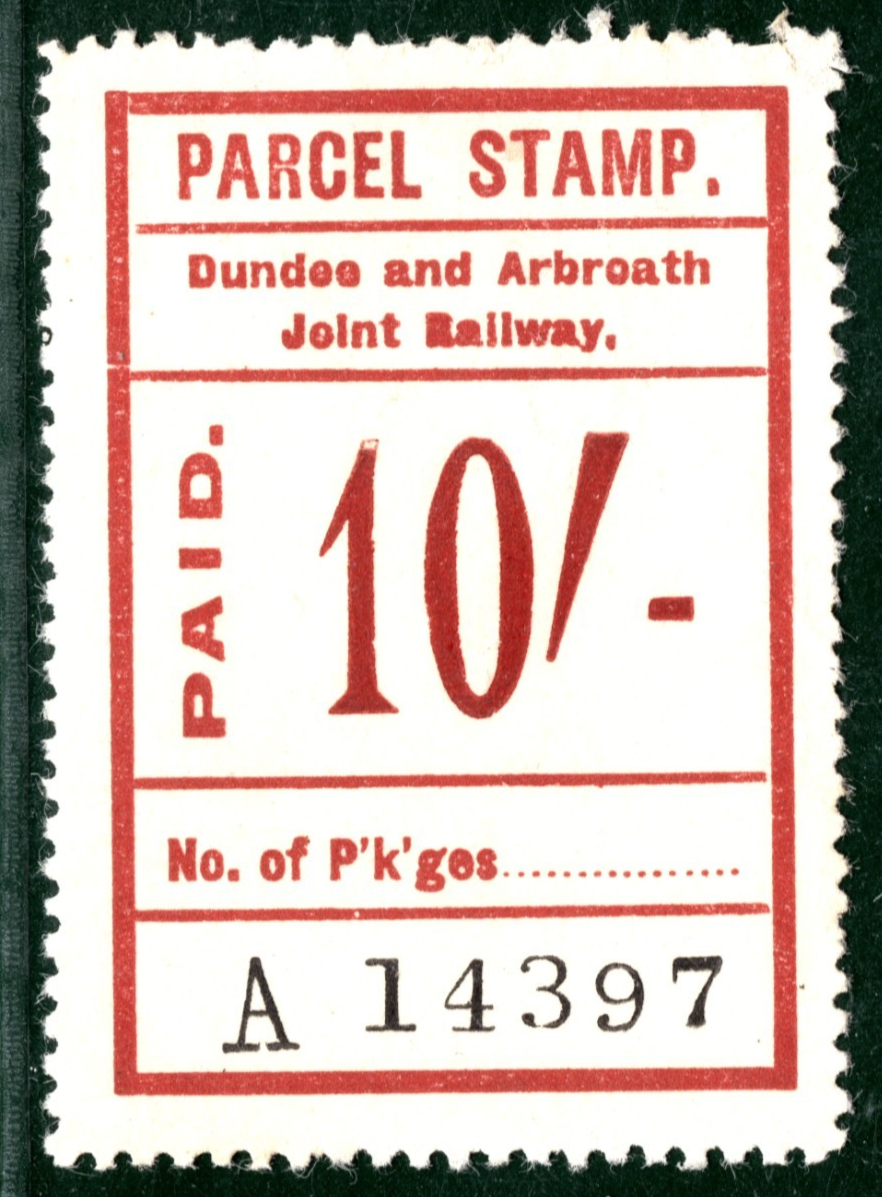 PARCEL STAMP.
Dundee and Arbroath
Joint Railway.
PAID.
10/-
No. of P'k'ges................
A 14397